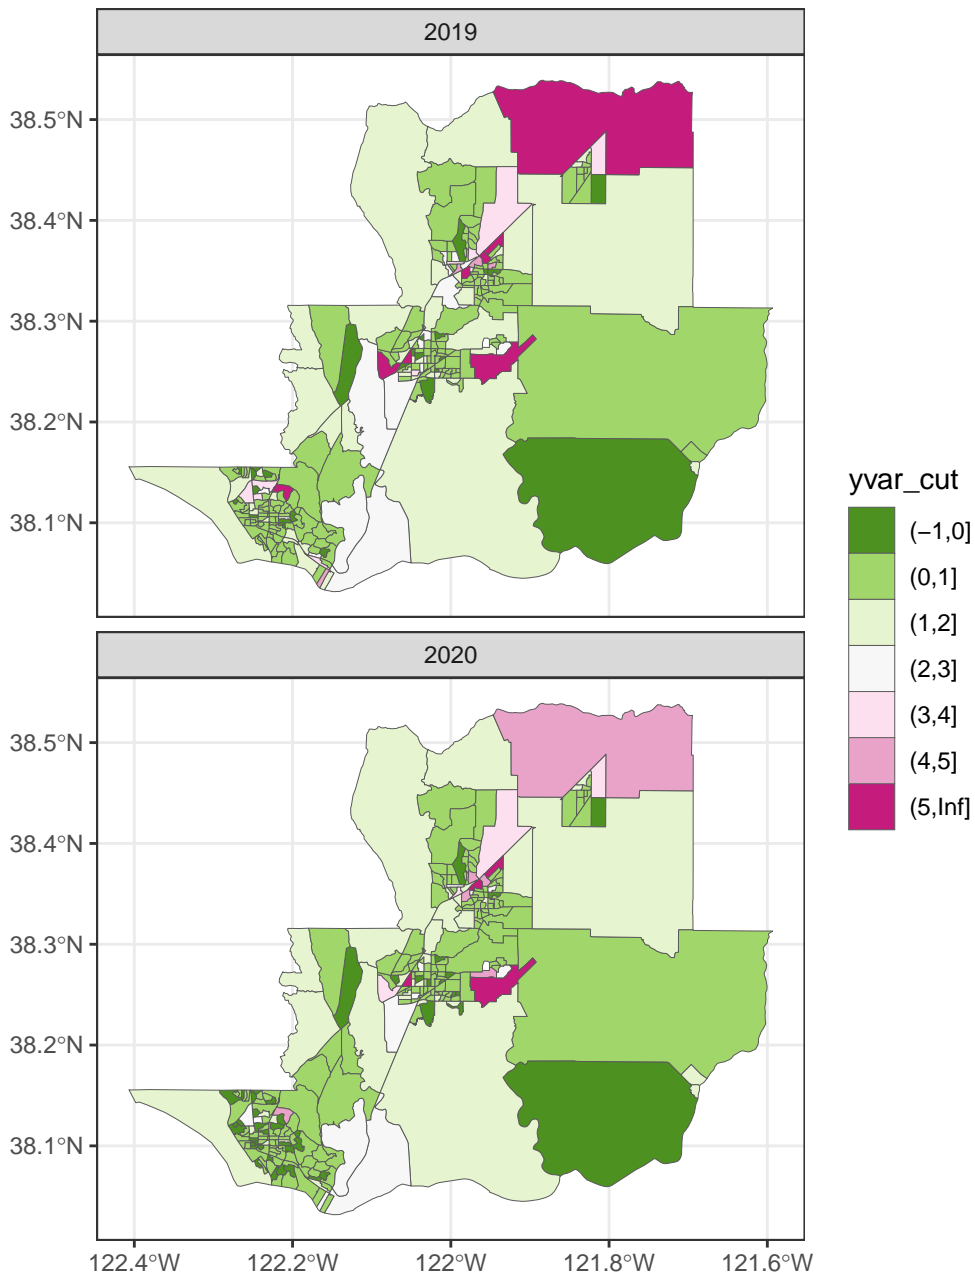 2019
38.5°N
38.4°N
38.3°N
38.2°N
38.1°N
2020
38.5°N
38.4°N
38.3°N
38.2°N
38.1°N
122.4°W 122.2°W 122°W 121.8°W 121.6°W
yvar_cut
(−1,0]
(0,1]
(1,2]
(2,3]
(3,4]
(4,5]
(5,Inf]